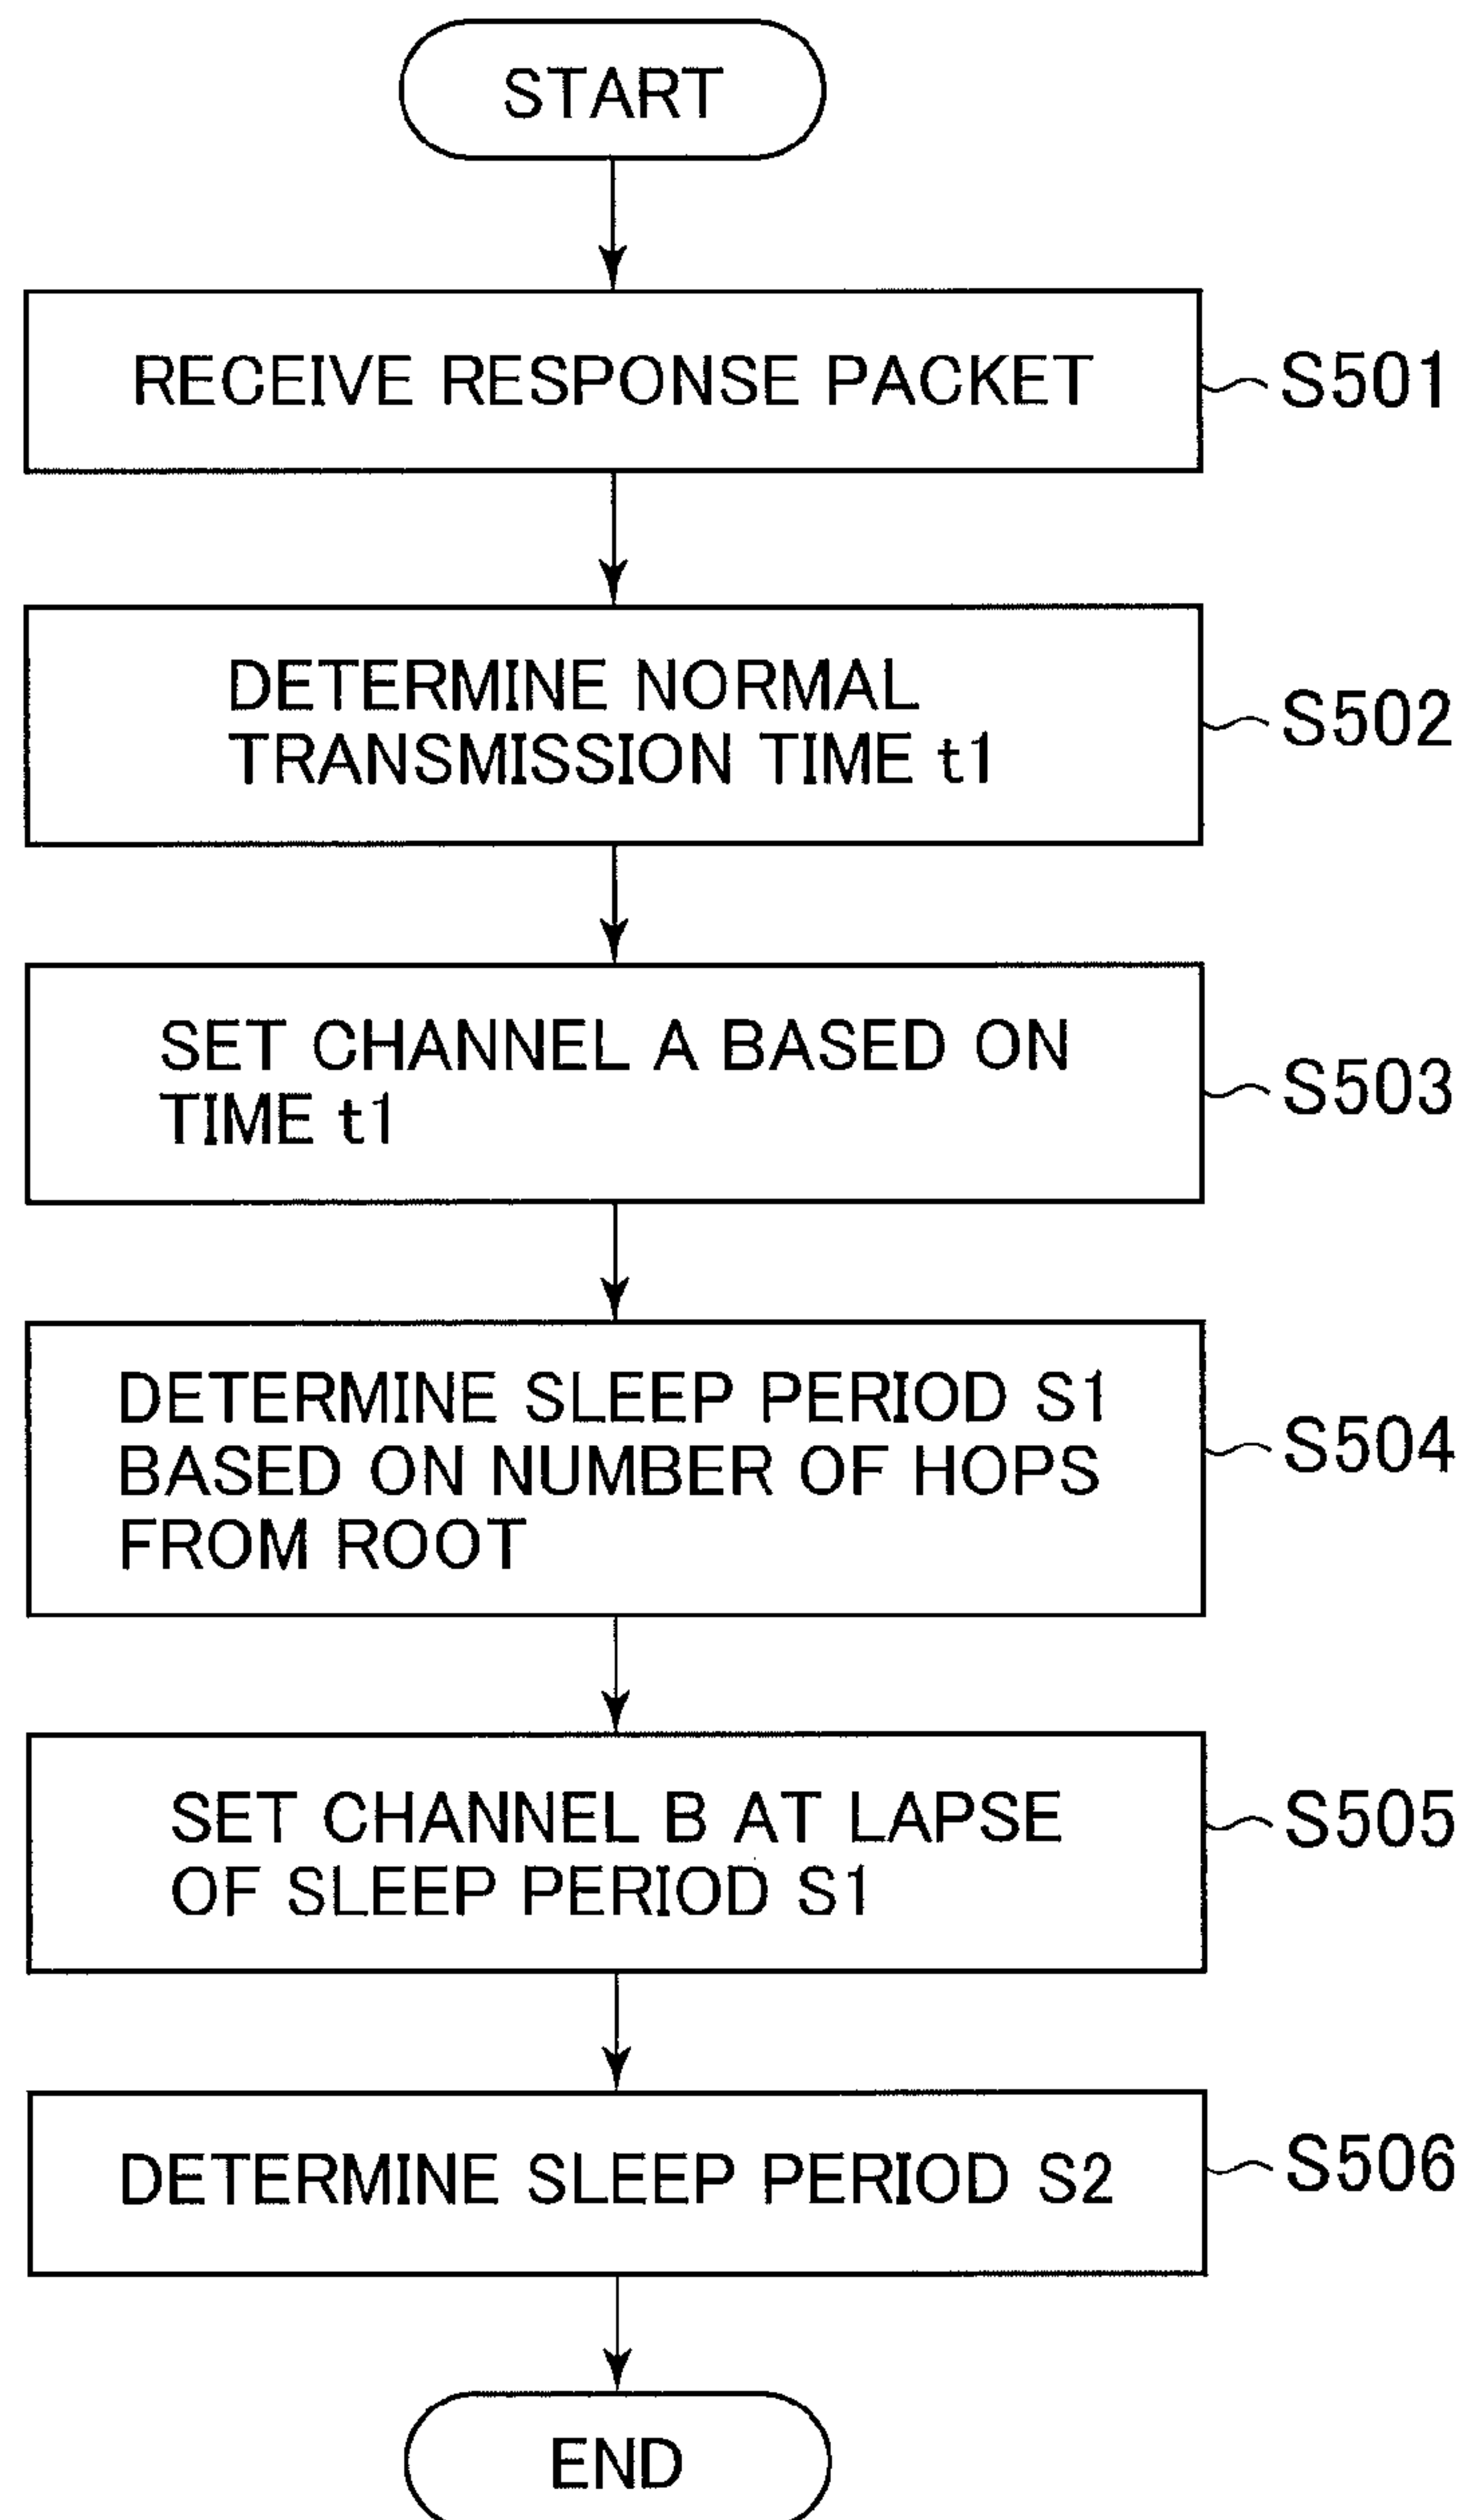 START
RECEIVE RESPONSE PACKET
S501
DETERMINE NORMAL
TRANSMISSION TIME t1
S502
SET CHANNEL A BASED ON
TIME t1
S503
DETERMINE SLEEP PERIOD S1
BASED ON NUMBER OF HOPS
FROM ROOT
S504
SET CHANNEL B AT LAPSE
OF SLEEP PERIOD S1
S505
DETERMINE SLEEP PERIOD S2
S506
END